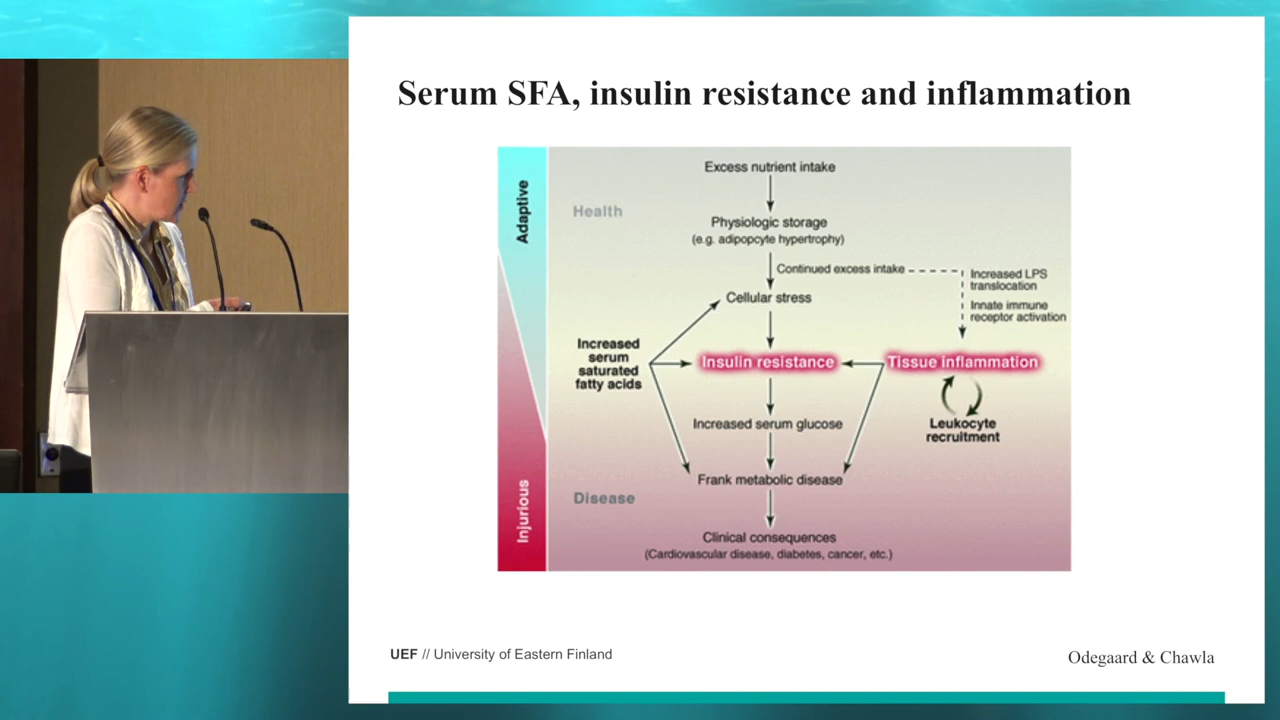 Serum SFA, insulin resistance and inflammation
Adaptive
Injurious
Health
Disease
Excess nutrient intake
Physiologic storage
(e.g. adipopcyte hypertrophy)
Continued excess intake
Increased LPS
translocation
Innate immune
receptor activation
Cellular stress
Increased
serum
saturated
fatty acids
Insulin resistance
Tissue inflammation
Leukocyte
recruitment
Increased serum glucose
Frank metabolic disease
Clinical consequences
(Cardiovascular disease, diabetes, cancer, etc.)
UEF // University of Eastern Finland
Odegaard & Chawla